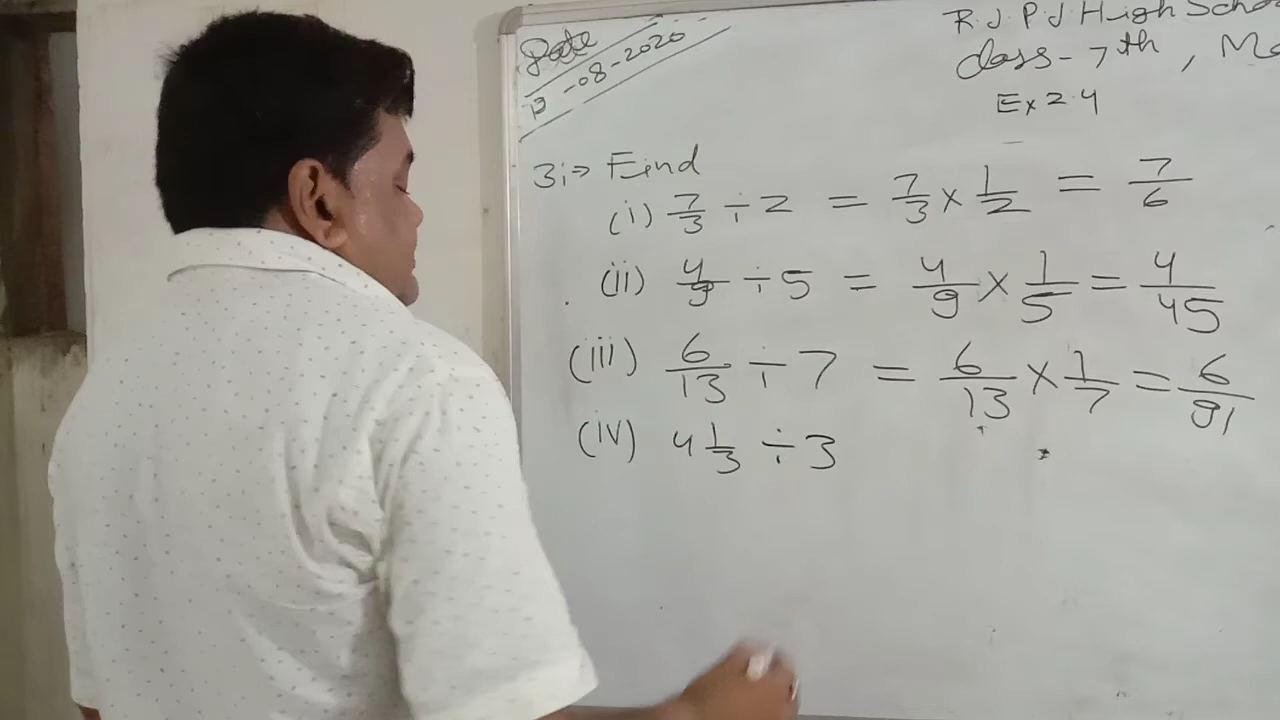 Date
13-08-2020
R.J.P.J High
Class-7th,
Ex 2.4
3:⇒ Find
(i) 7/3 ÷ 2 = 7/3 × 1/2 = 7/6
(ii) 4/9 ÷ 5 = 4/9 × 1/5 = 4/45
(iii) 6/13 ÷ 7 = 6/13 × 1/7 = 6/91
(iv) 4 1/3 ÷ 3